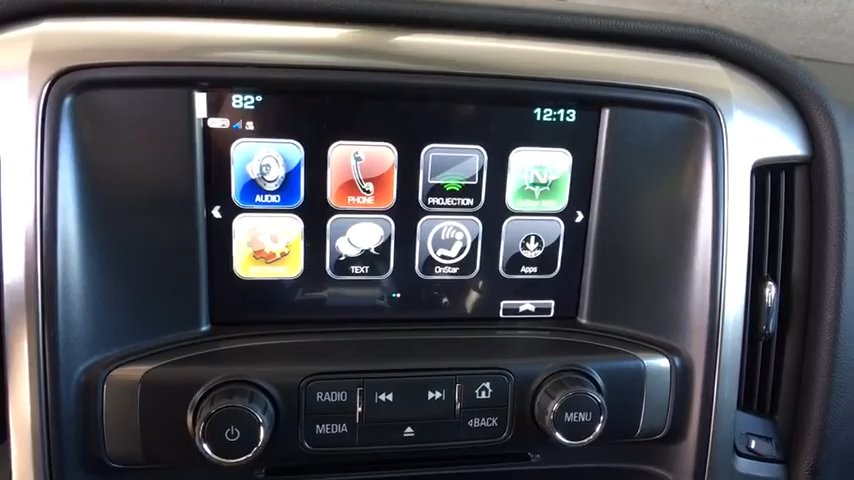 82°
12:13
AUDIO
PHONE
PROJECTION
N
TEXT
OnStar
Apps
RADIO
MEDIA
BACK
MENU